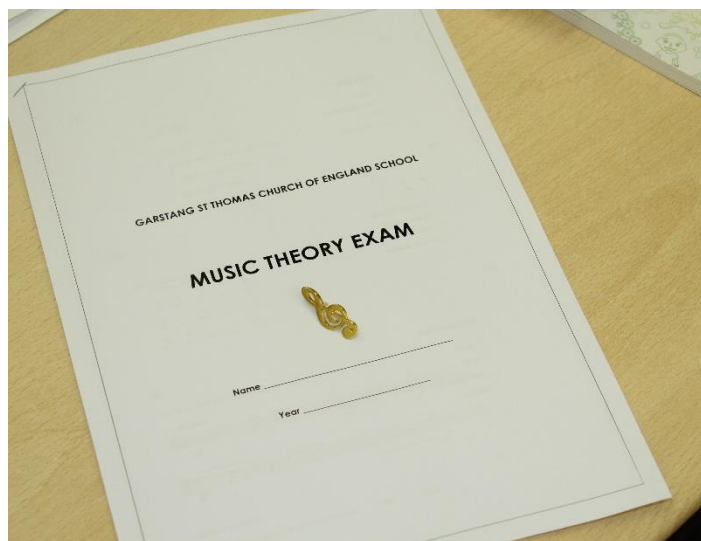 GARSTANG ST THOMAS CHURCH OF ENGLAND SCHOOL
MUSIC THEORY EXAM
Name
Year